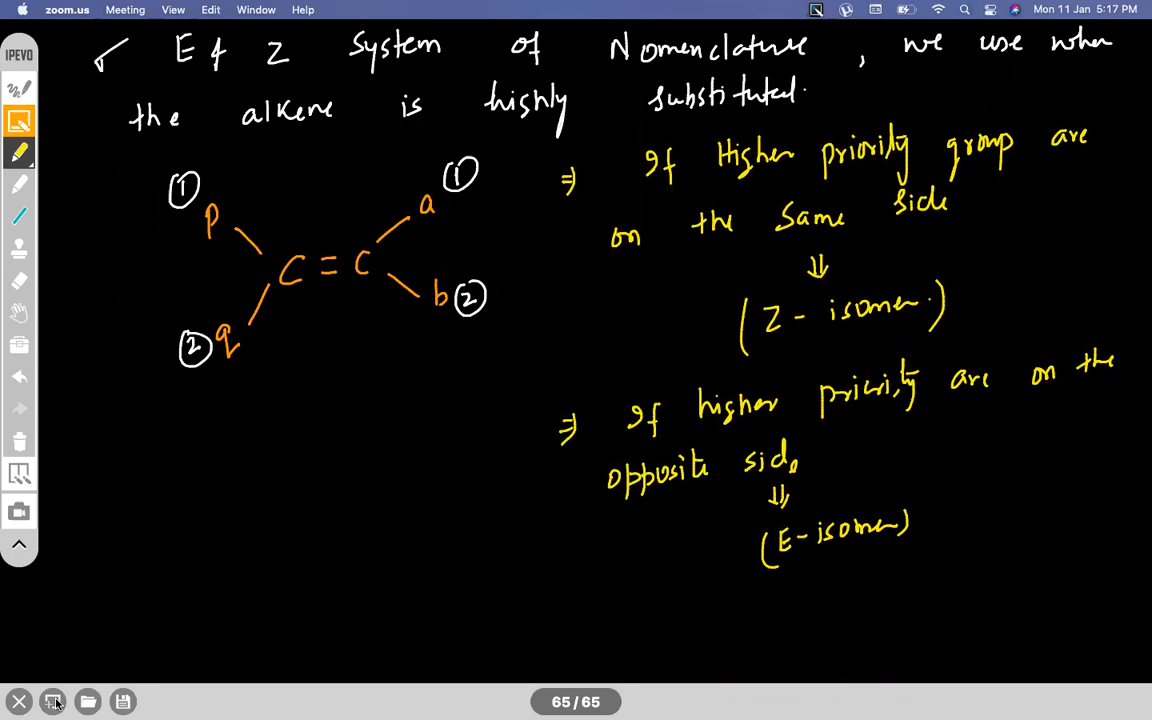 zoom.us Meeting View Edit Window Help Mon 11 Jan 5:17 PM
IPEVO
E & Z System of Nomenclature, we use when
the alkene is highly substituted.
⇒ If Higher priority group are
on the same side
⇓
(Z - isomer.)
① p a ①
C = C
② q b ②
⇒ If higher priority are on the
opposite side
⇓
(E - isomer)
65/65